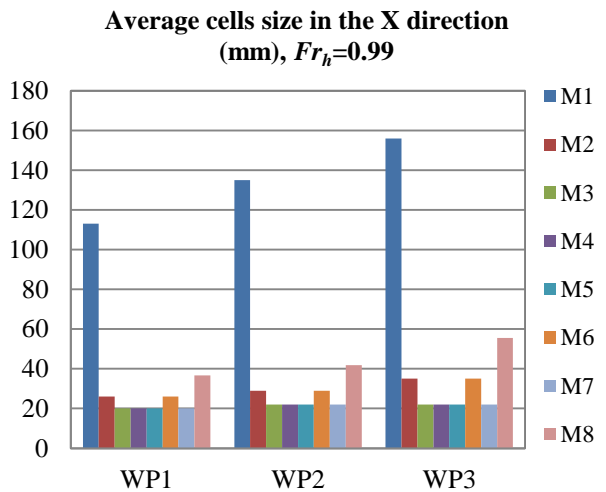 Average cells size in the X direction
(mm), Frh=0.99
180
160
140
120
100
80
60
40
20
0
WP1 WP2 WP3
M1
M2
M3
M4
M5
M6
M7
M8